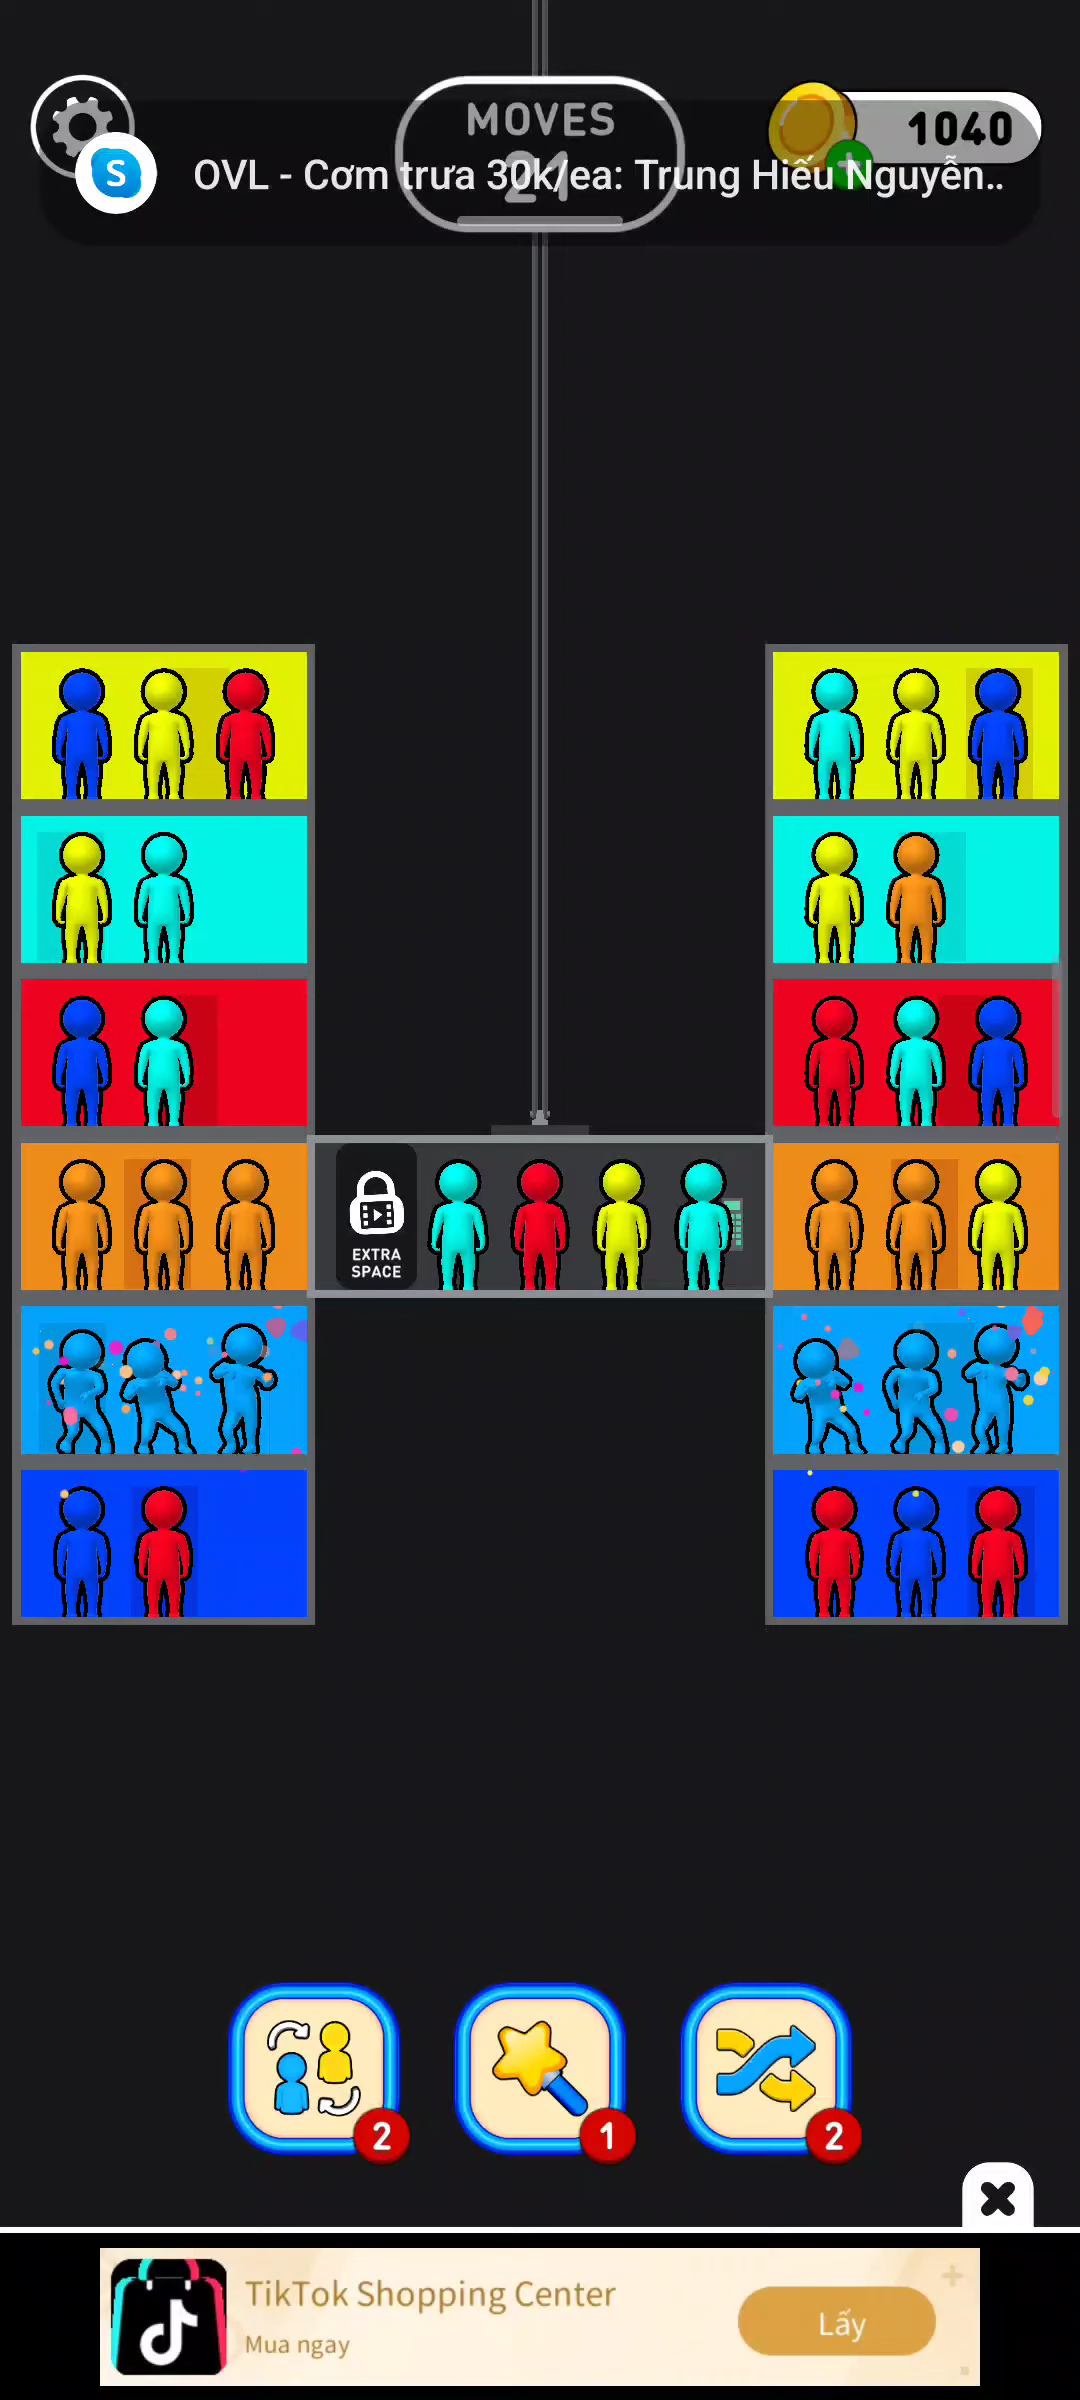 MOVES
21
1040
S
OVL - Cơm trưa 30k/ea: Trung Hiếu Nguyễn..
EXTRA
SPACE
2
1
2
TikTok Shopping Center
Mua ngay
Lấy